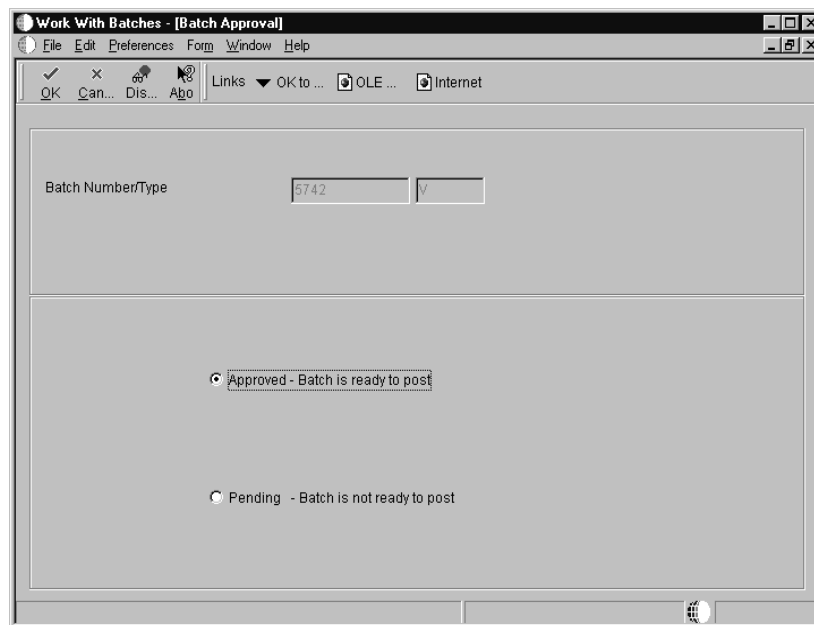 Work With Batches - [Batch Approval]
File Edit Preferences Form Window Help
OK Can... Dis... Abo Links OK to ... OLE ... Internet
Batch Number/Type 5742 V
Approved - Batch is ready to post
Pending - Batch is not ready to post